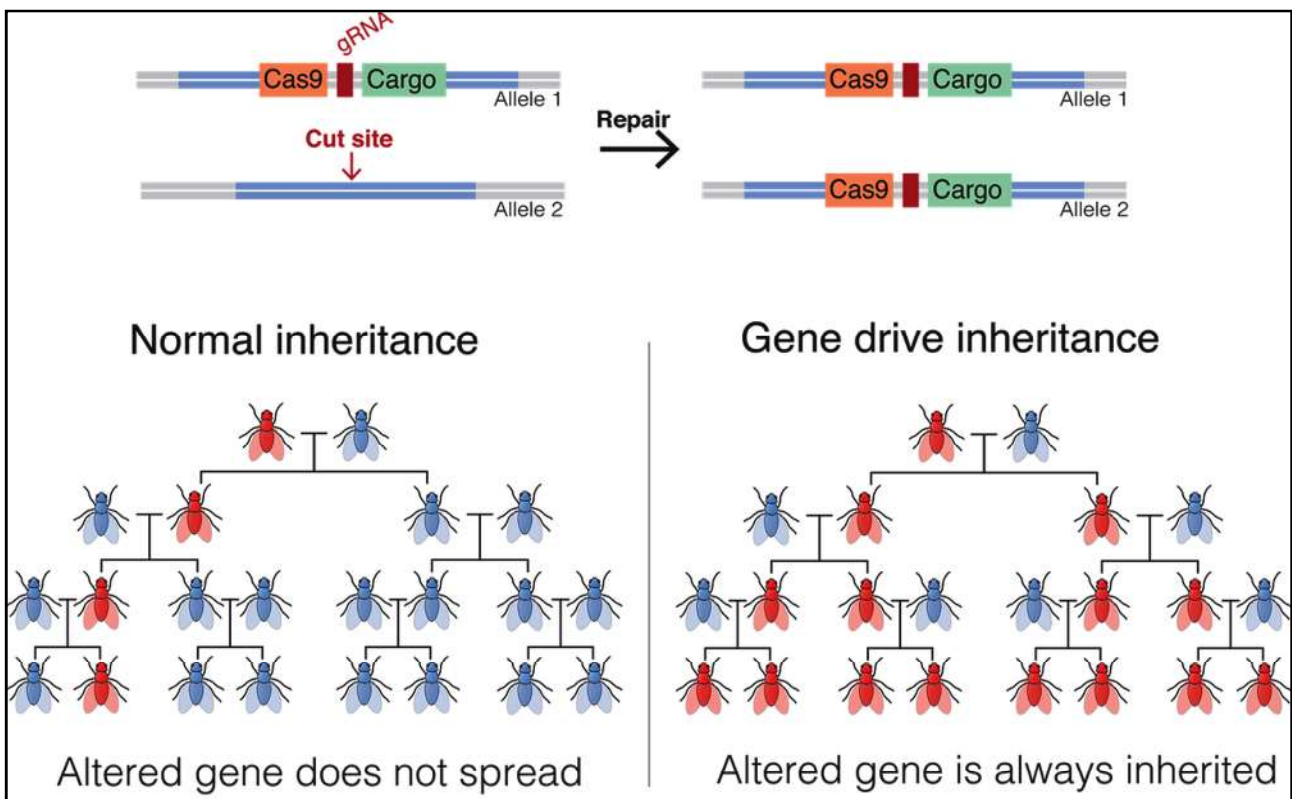 gRNA
Cas9 Cargo
Allele 1
Cut site
Allele 2
Repair
Cas9 Cargo
Allele 1
Cas9 Cargo
Allele 2
Normal inheritance
Altered gene does not spread
Gene drive inheritance
Altered gene is always inherited